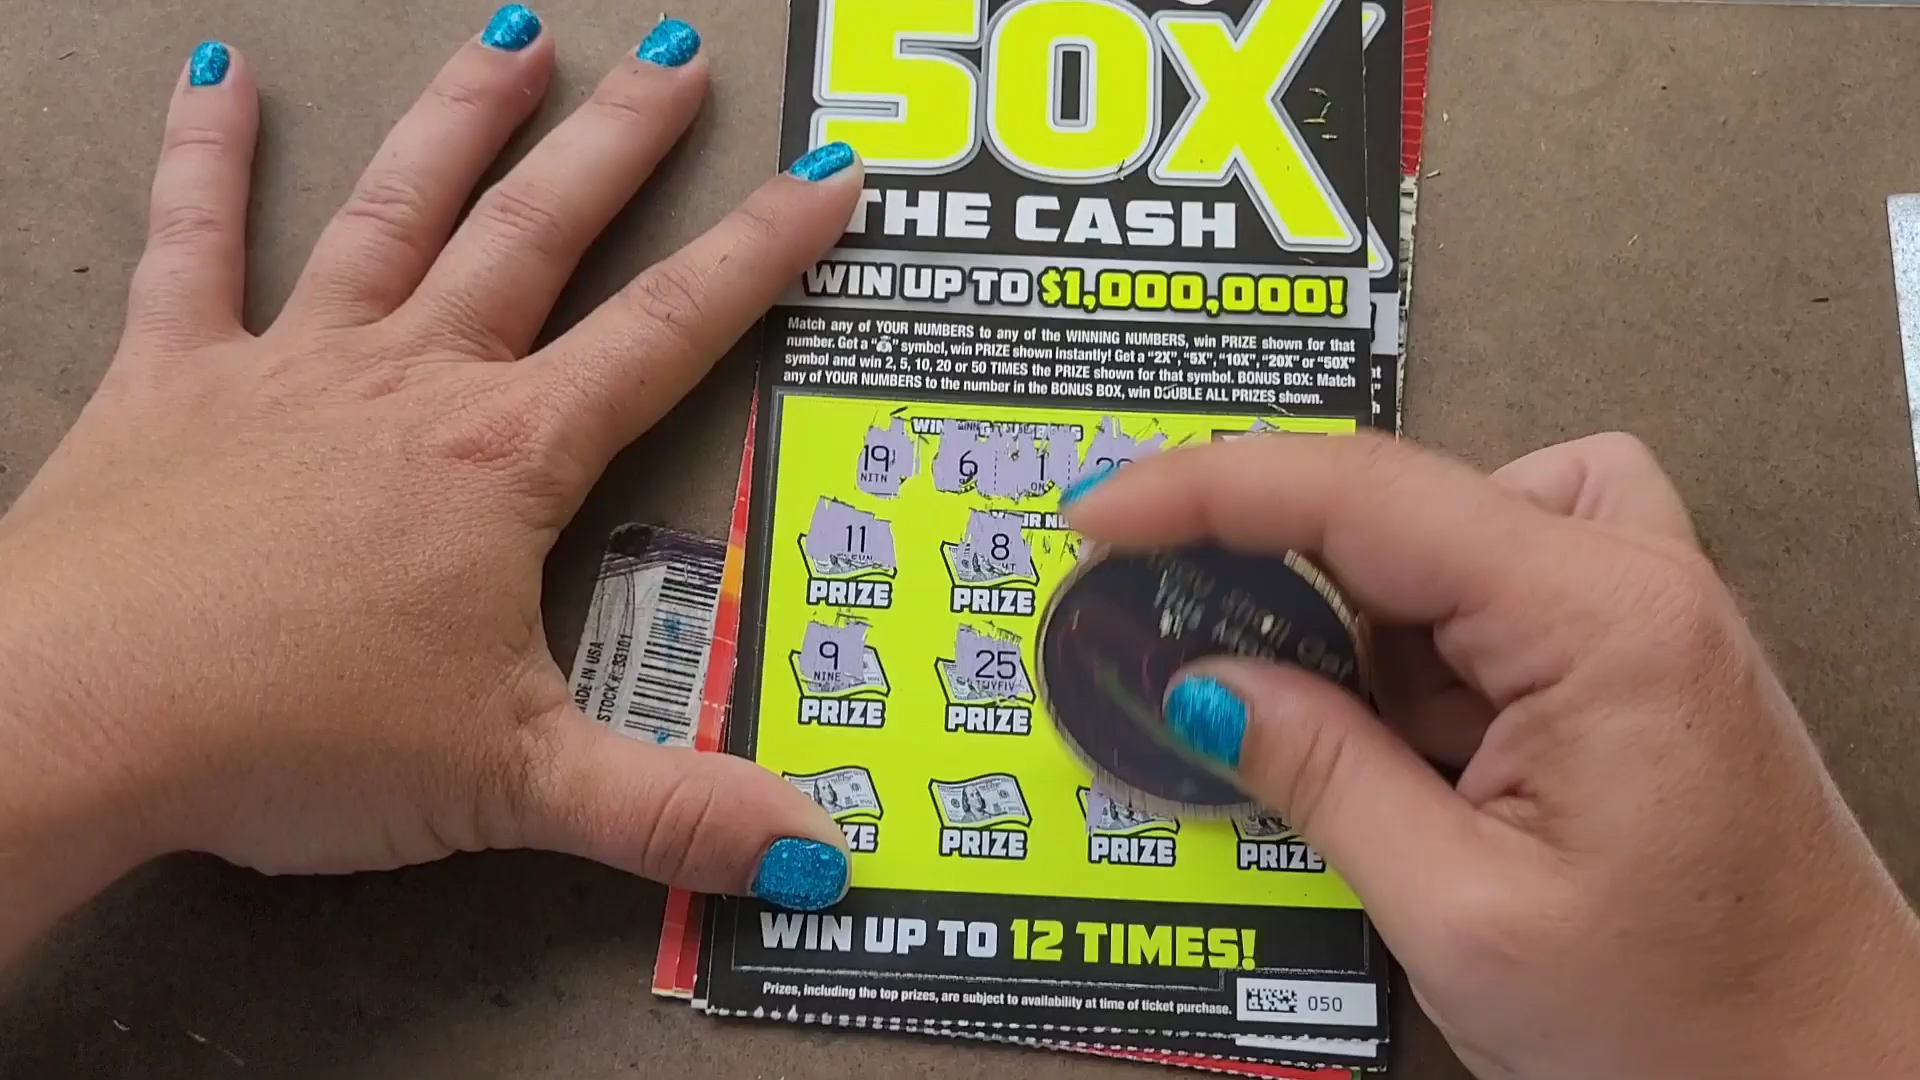 50X
THE CASH
WIN UP TO $1,000,000!
Match any of YOUR NUMBERS to any of the WINNING NUMBERS, win PRIZE shown for that
number. Get a " " symbol, win PRIZE shown instantly! Get a "2X", "5X", "10X", "20X" or "50X"
symbol and win 2, 5, 10, 20 or 50 TIMES the PRIZE shown for that symbol. BONUS BOX: Match
any of YOUR NUMBERS to the number in the BONUS BOX, win DOUBLE ALL PRIZES shown.
19 6 1
NITN
11 8
PRIZE PRIZE
9 25
NINE TWYFIV
PRIZE PRIZE
PRIZE PRIZE PRIZE
WIN UP TO 12 TIMES!
Prizes, including the top prizes, are subject to availability at time of ticket purchase.
050
MADE IN USA